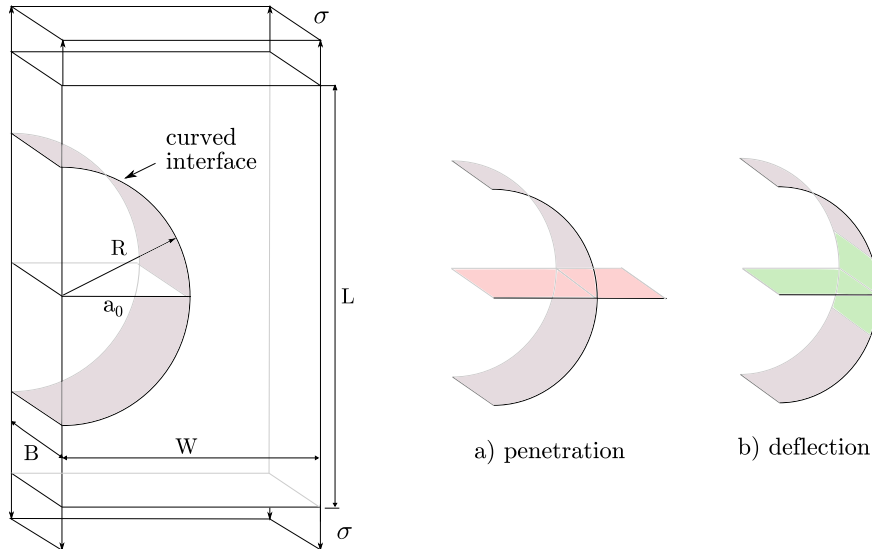 σ
curved
interface
R
a₀
L
B
W
σ
a) penetration
b) deflection